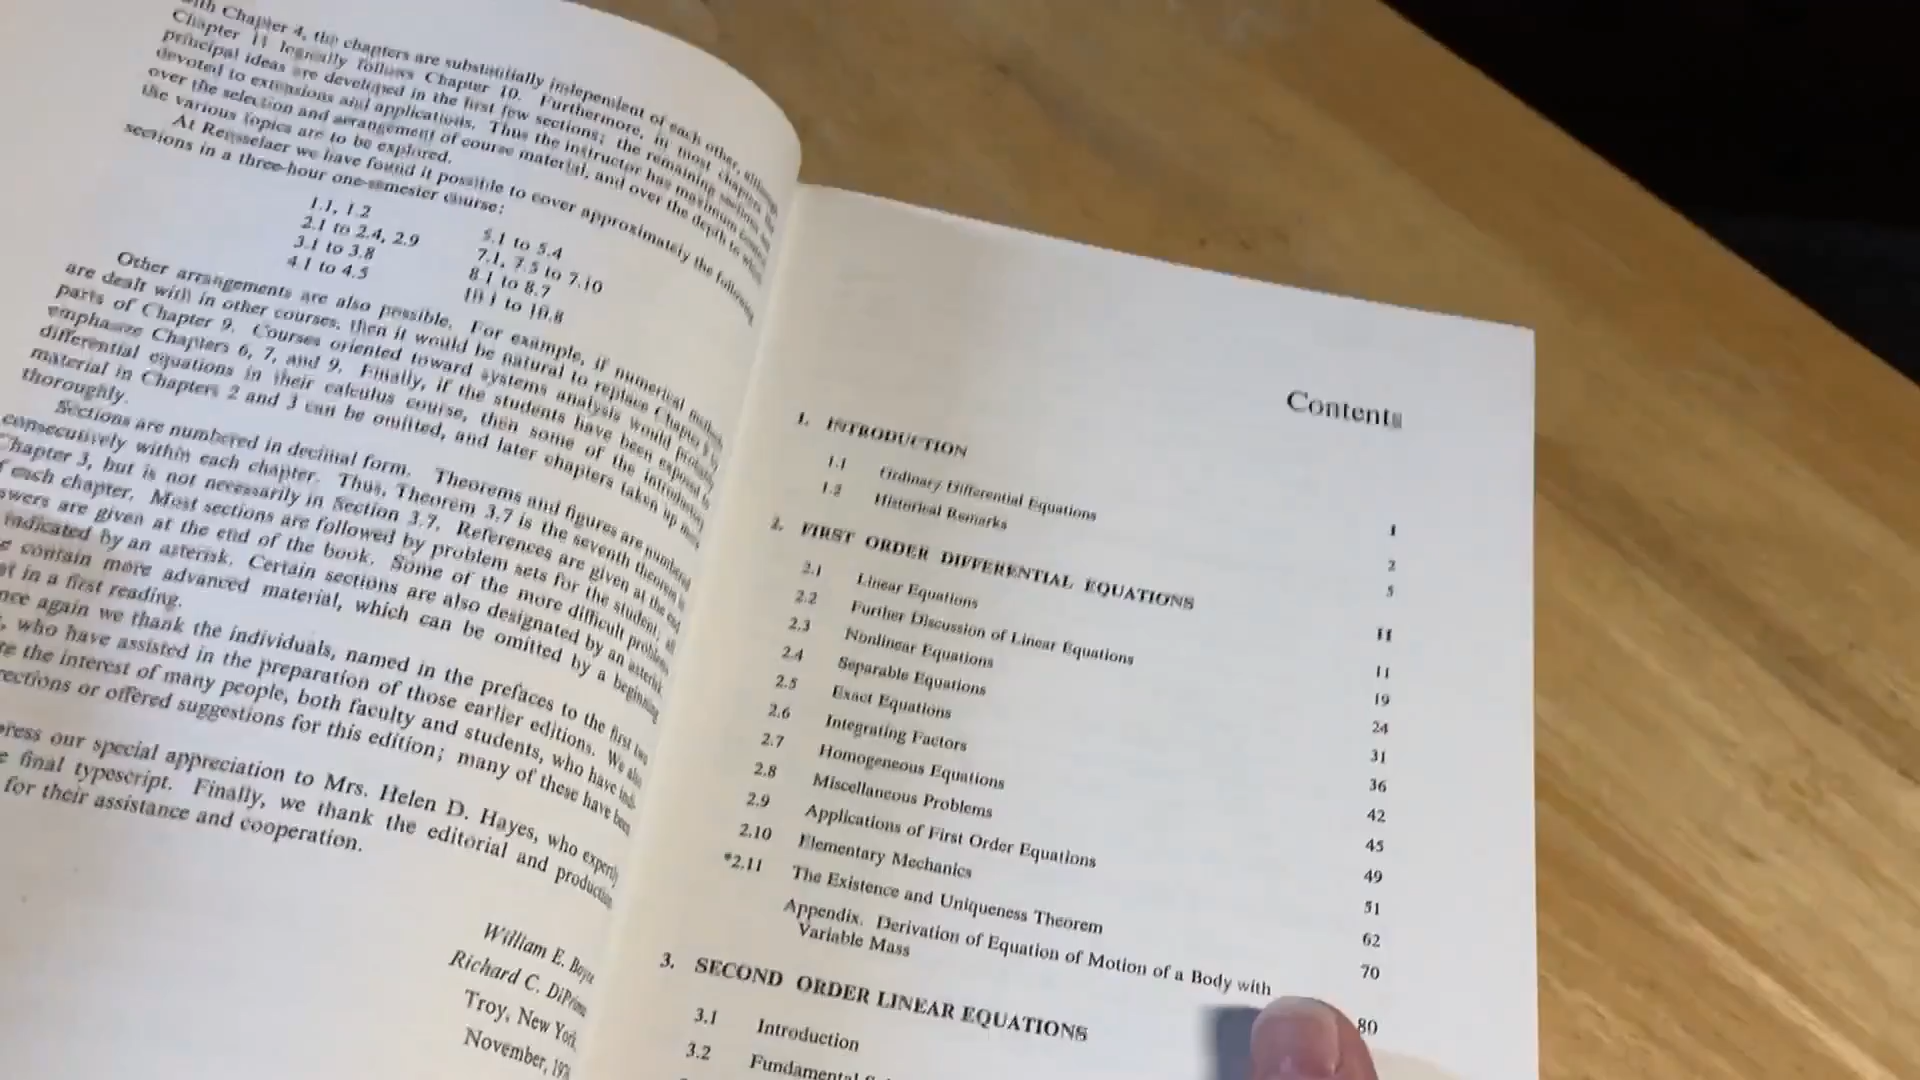 with Chapter 4, the chapters are substantially independent of each other, although
Chapter 11 logically follows Chapter 10. Furthermore, in most chapters the
principal ideas are developed in the first few sections; the remaining sections are
devoted to extensions and applications. Thus the instructor has maximum control
over the selection and arrangement of course material, and over the depth to which
the various topics are to be explored.
At Rensselaer we have found it possible to cover approximately the following
sections in a three-hour one-semester course:
1.1, 1.2
2.1 to 2.4, 2.9
3.1 to 3.8
4.1 to 4.5
5.1 to 5.4
7.1, 7.5 to 7.10
8.1 to 8.7
10.1 to 10.8
Other arrangements are also possible. For example, if numerical methods
are dealt with in other courses, then it would be natural to replace Chapter 8 by
parts of Chapter 9. Courses oriented toward systems analysis would probably
emphasize Chapters 6, 7, and 9. Finally, if the students have been exposed to
differential equations in their calculus course, then some of the introductory
material in Chapters 2 and 3 can be omitted, and later chapters taken up more
thoroughly.
Sections are numbered in decimal form. Theorems and figures are numbered
consecutively within each chapter. Thus, Theorem 3.7 is the seventh theorem in
Chapter 3, but is not necessarily in Section 3.7. References are given at the end
of each chapter. Most sections are followed by problem sets for the student; all
answers are given at the end of the book. Some of the more difficult problems
indicated by an asterisk. Certain sections are also designated by an asterisk
contain more advanced material, which can be omitted by a beginning
in a first reading.
again we thank the individuals, named in the prefaces to the first two
who have assisted in the preparation of those earlier editions. We also
the interest of many people, both faculty and students, who have
or offered suggestions for this edition; many of these have been
our special appreciation to Mrs. Helen D. Hayes, who expertly
final typescript. Finally, we thank the editorial and production
for their assistance and cooperation.
William E. Boyce
Richard C. DiPrima
Troy, New York
November,
Contents
1. INTRODUCTION 1
1.1 Ordinary Differential Equations 2
1.2 Historical Remarks 5
2. FIRST ORDER DIFFERENTIAL EQUATIONS 11
2.1 Linear Equations 11
2.2 Further Discussion of Linear Equations 19
2.3 Nonlinear Equations 24
2.4 Separable Equations 31
2.5 Exact Equations 36
2.6 Integrating Factors 42
2.7 Homogeneous Equations 45
2.8 Miscellaneous Problems 49
2.9 Applications of First Order Equations 51
2.10 Elementary Mechanics 62
*2.11 The Existence and Uniqueness Theorem 70
Appendix. Derivation of Equation of Motion of a Body with
Variable Mass 80
3. SECOND ORDER LINEAR EQUATIONS
3.1 Introduction
3.2 Fundamental